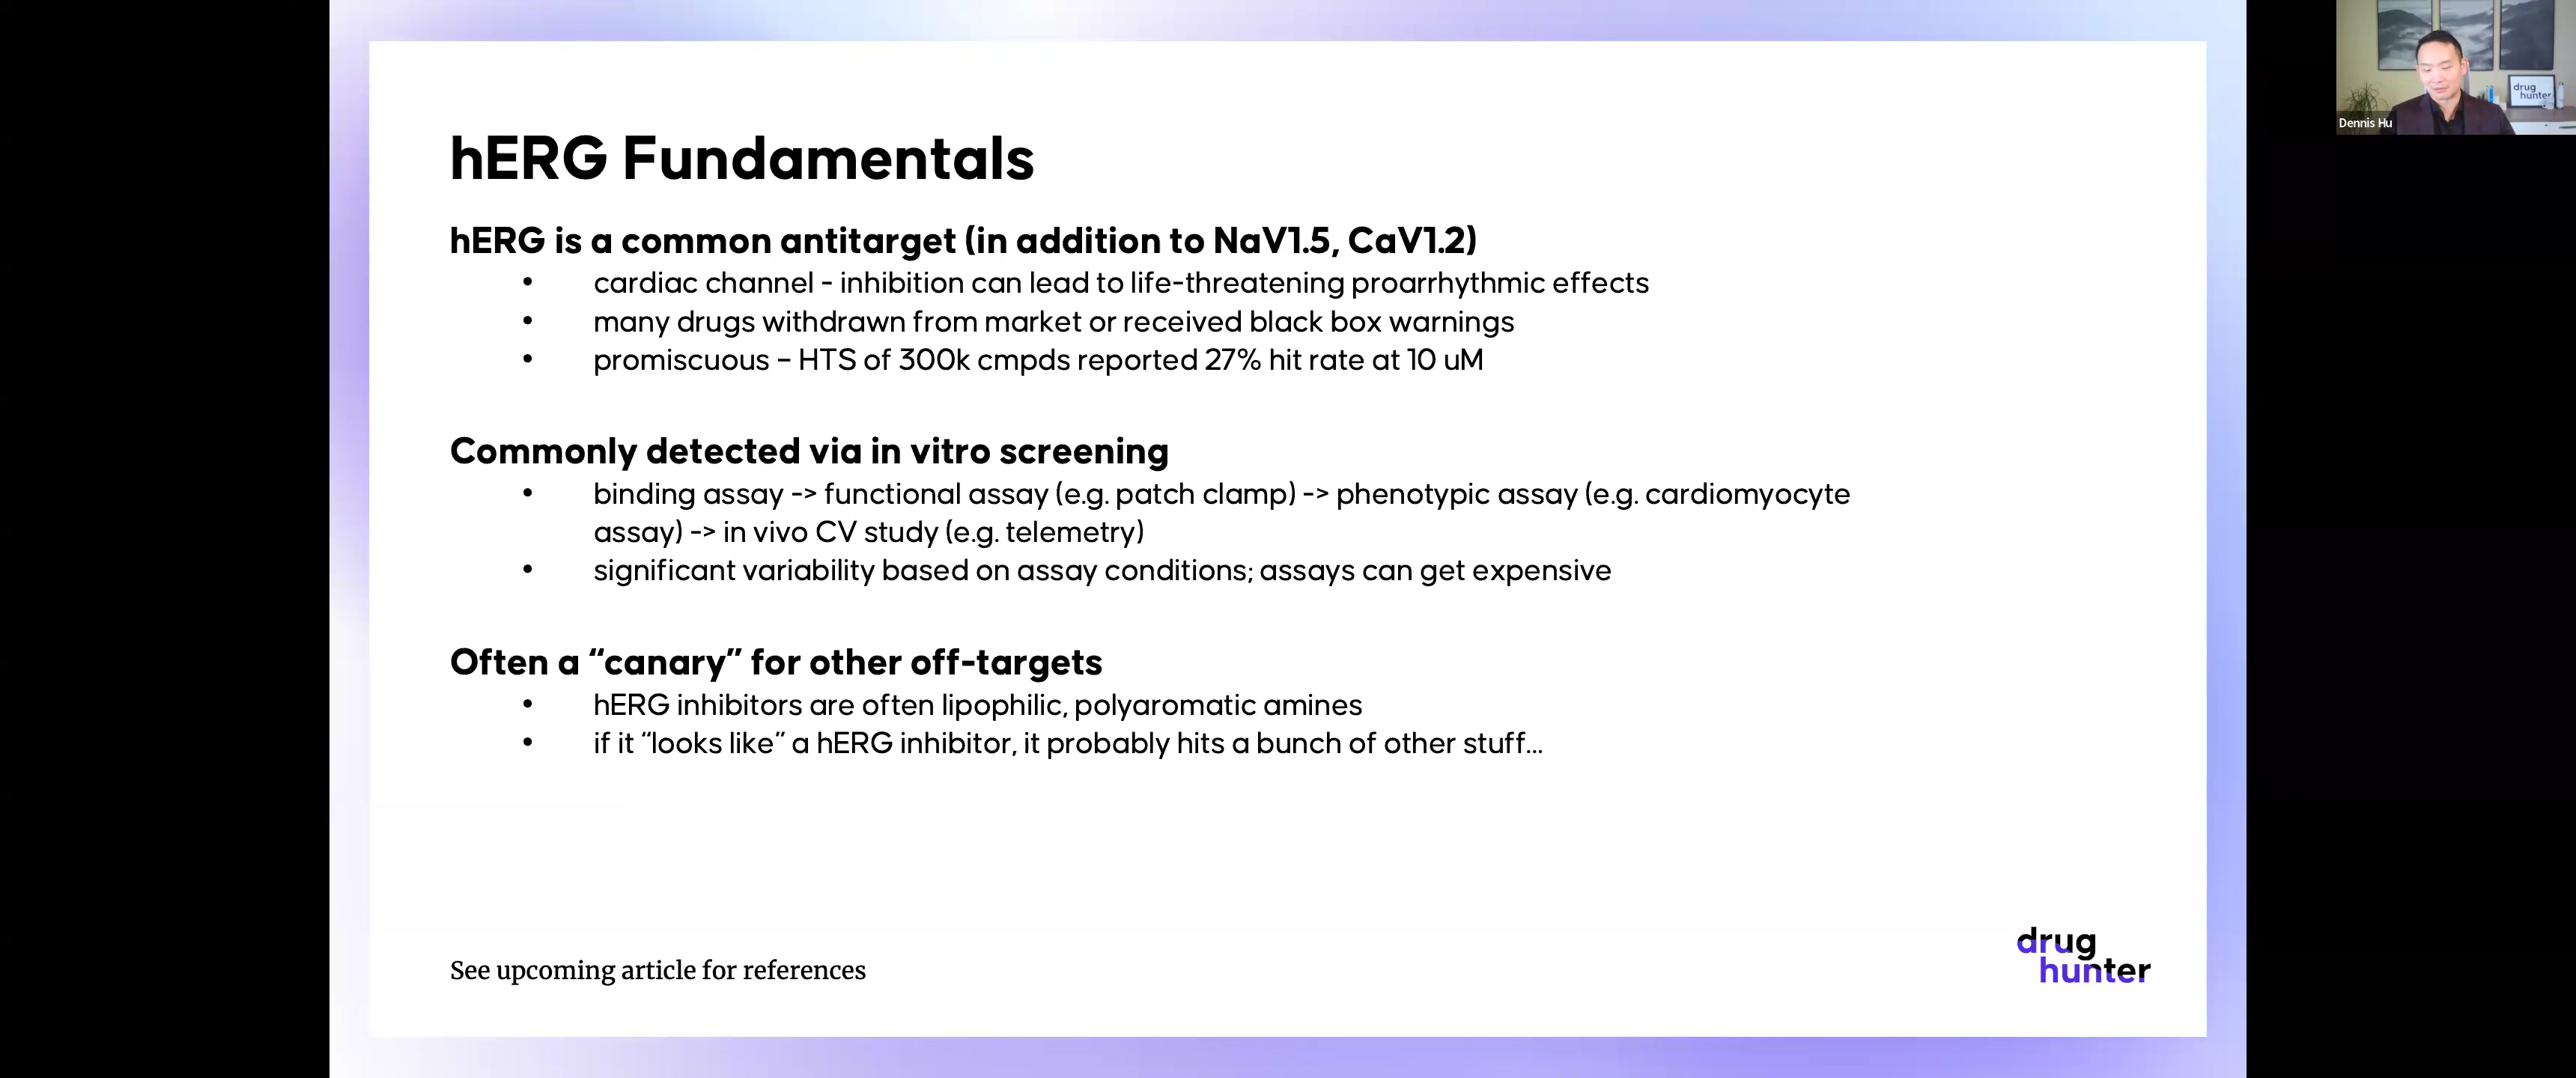 hERG Fundamentals
hERG is a common antitarget (in addition to NaV1.5, CaV1.2)
• cardiac channel - inhibition can lead to life-threatening proarrhythmic effects
• many drugs withdrawn from market or received black box warnings
• promiscuous – HTS of 300k cmpds reported 27% hit rate at 10 uM
Commonly detected via in vitro screening
• binding assay -> functional assay (e.g. patch clamp) -> phenotypic assay (e.g. cardiomyocyte
assay) -> in vivo CV study (e.g. telemetry)
• significant variability based on assay conditions; assays can get expensive
Often a “canary” for other off-targets
• hERG inhibitors are often lipophilic, polyaromatic amines
• if it “looks like” a hERG inhibitor, it probably hits a bunch of other stuff...
See upcoming article for references
drug
hunter
drug
hunter
Dennis Hu